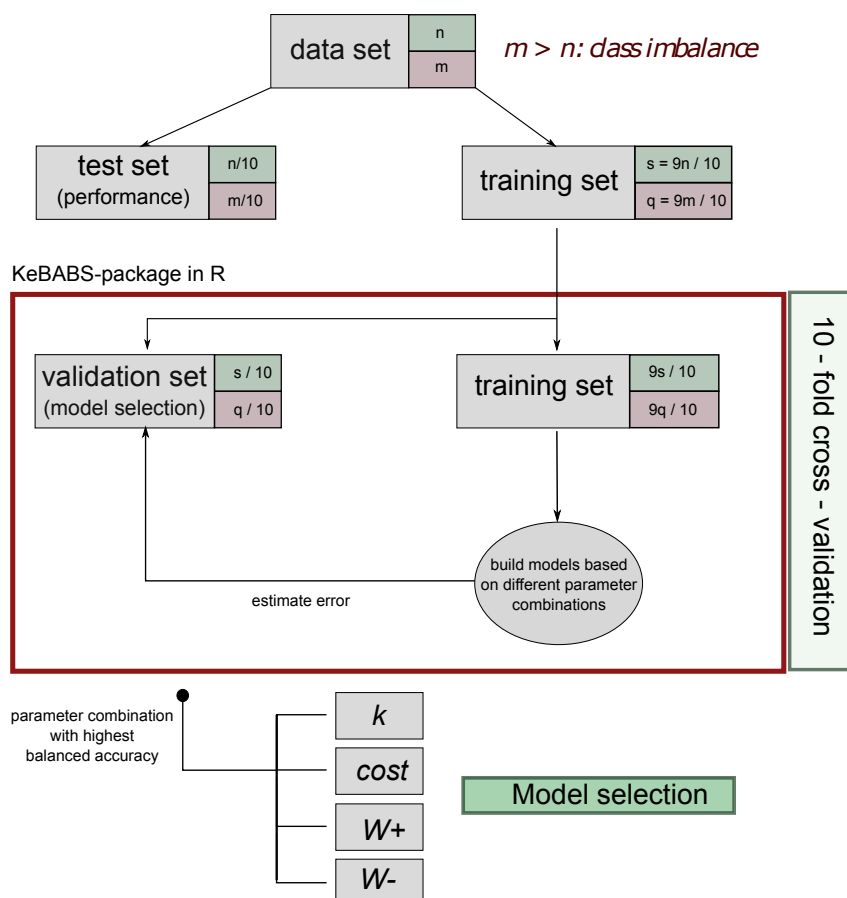 data set
n
m
m > n: class imbalance
test set
(performance)
n/10
m/10
training set
s = 9n / 10
q = 9m / 10
KeBABS-package in R
validation set
(model selection)
s / 10
q / 10
training set
9s / 10
9q / 10
10 - fold cross - validation
build models based
on different parameter
combinations
estimate error
parameter combination
with highest
balanced accuracy
k
cost
W+
W-
Model selection